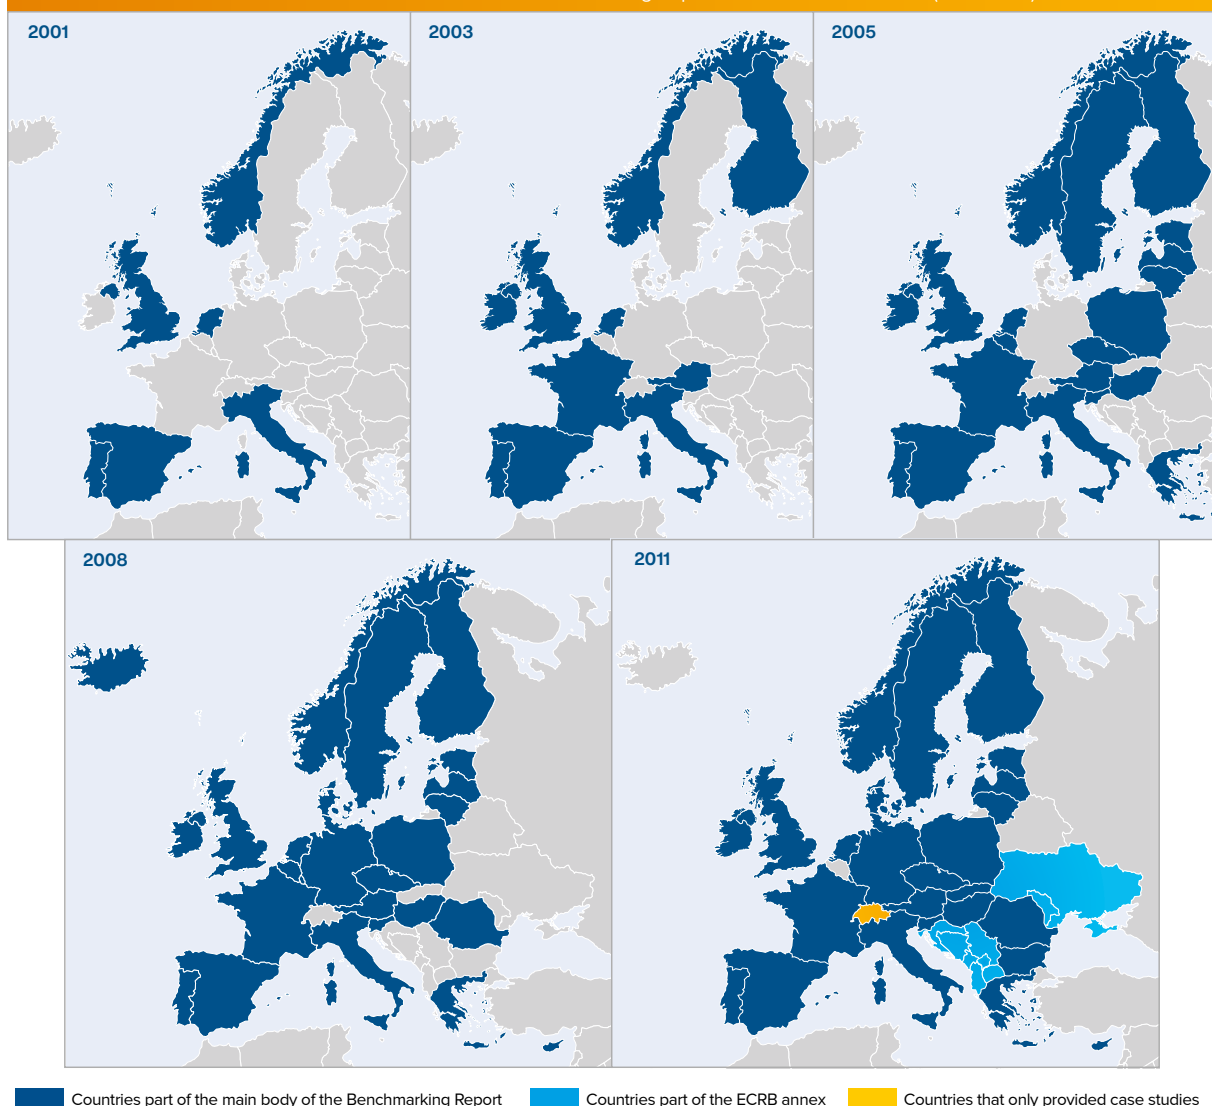 2001
2003
2005
2008
2011
Countries part of the main body of the Benchmarking Report
Countries part of the ECRB annex
Countries that only provided case studies